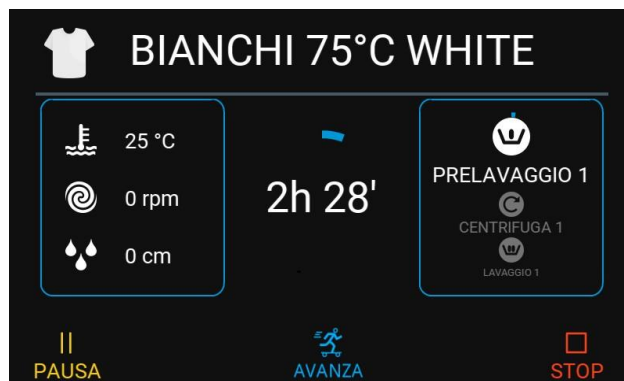 BIANCHI 75°C WHITE
25 °C
0 rpm
0 cm
2h 28'
PRELAVAGGIO 1
CENTRIFUGA 1
LAVAGGIO 1
PAUSA
AVANZA
STOP